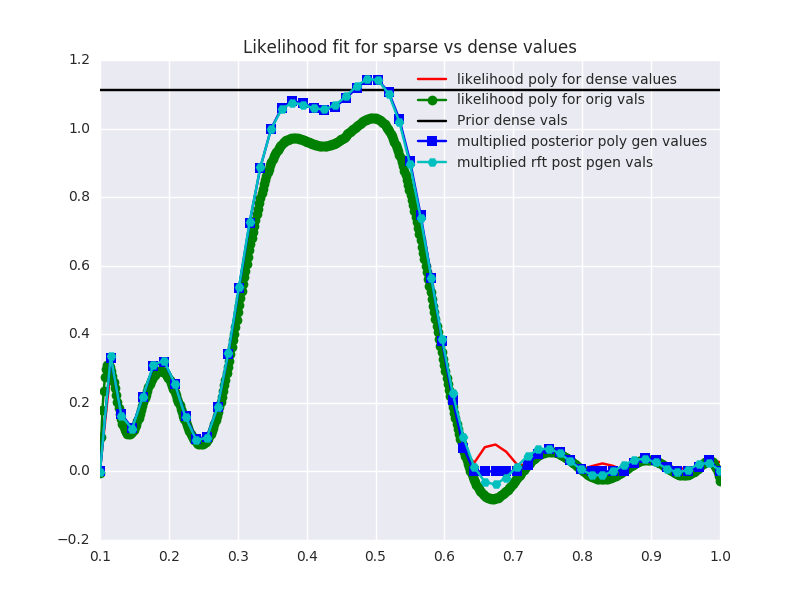 Likelihood fit for sparse vs dense values
1.2
1.0
0.8
0.6
0.4
0.2
0.0
−0.2
likelihood poly for dense values
likelihood poly for orig vals
Prior dense vals
multiplied posterior poly gen values
multiplied rft post pgen vals
0.1 0.2 0.3 0.4 0.5 0.6 0.7 0.8 0.9 1.0